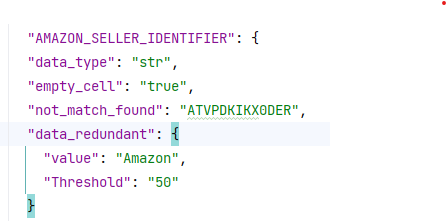 "AMAZON_SELLER_IDENTIFIER": {
"data_type": "str",
"empty_cell": "true",
"not_match_found": "ATVPDKIKX0DER",
"data_redundant": {
"value": "Amazon",
"Threshold": "50"
}